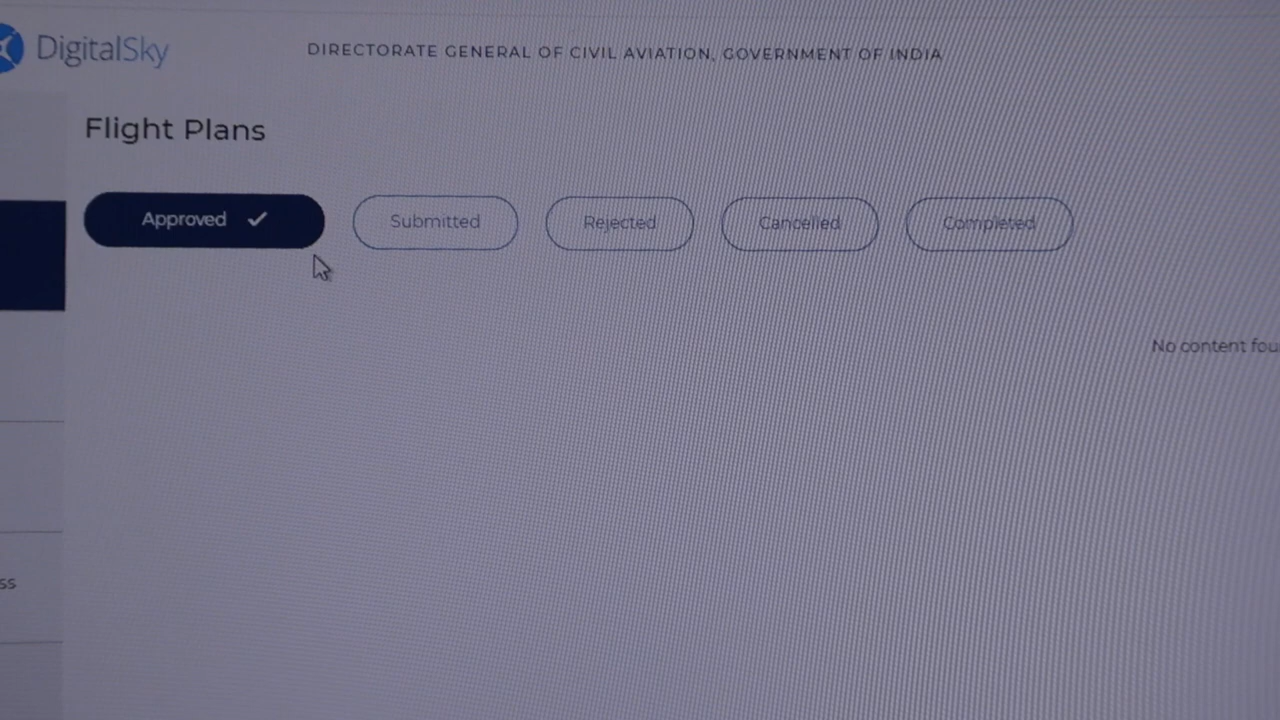 DigitalSky
DIRECTORATE GENERAL OF CIVIL AVIATION, GOVERNMENT OF INDIA
Flight Plans
Approved
Submitted
Rejected
Cancelled
Completed
No content fou
ss